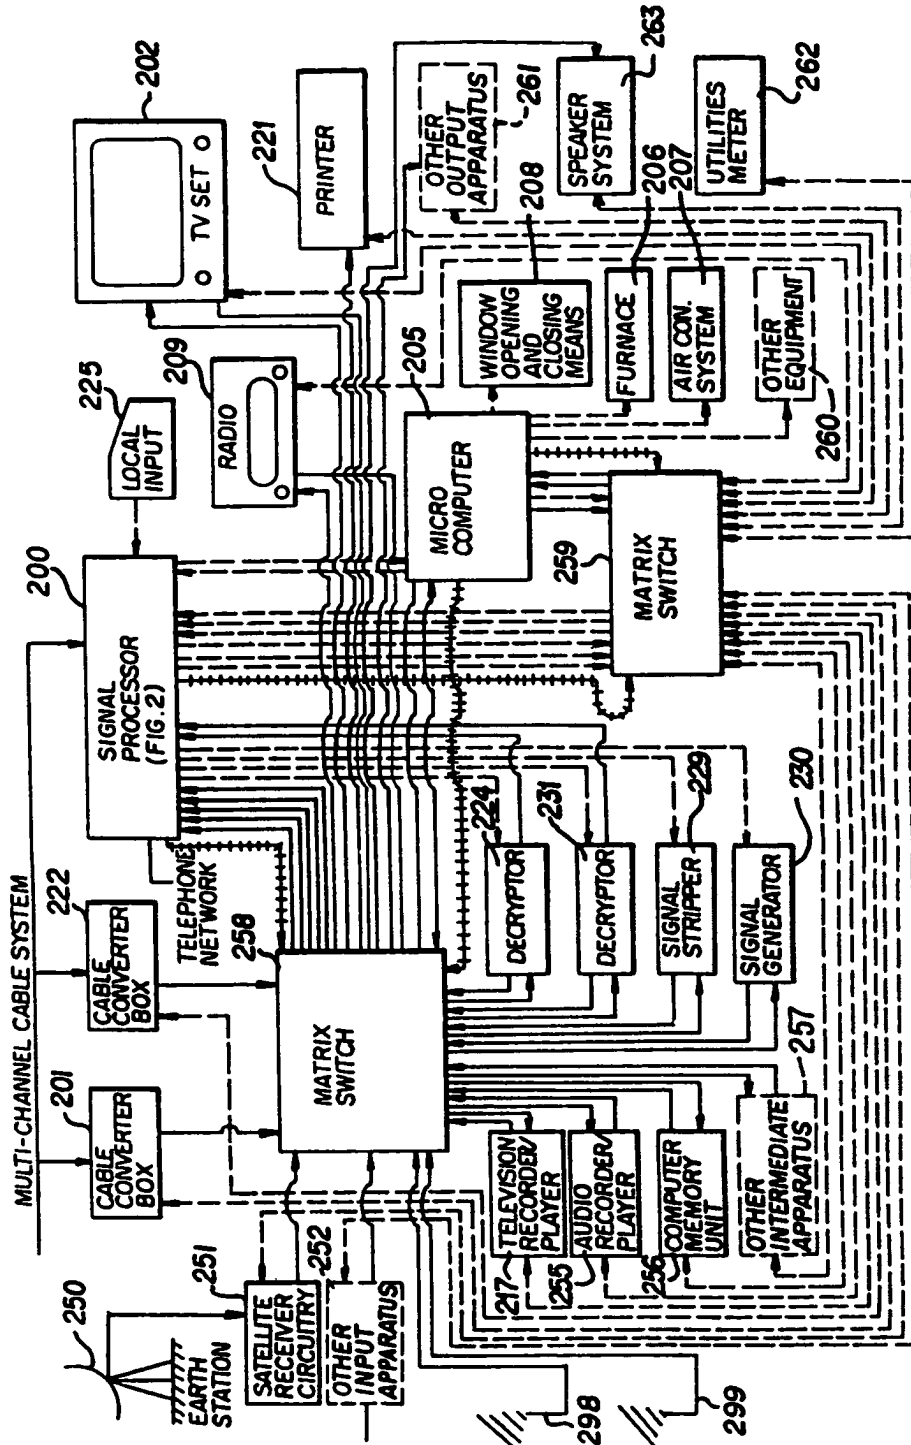 MULTI-CHANNEL CABLE SYSTEM
250
EARTH
STATION
251
SATELLITE
RECEIVER
CIRCUITRY
252
OTHER
INPUT
APPARATUS
298
299
201
CABLE
CONVERTER
BOX
222
CABLE
CONVERTER
BOX
TELEPHONE
NETWORK
258
MATRIX
SWITCH
200
SIGNAL
PROCESSOR
(FIG. 2)
225
LOCAL
INPUT
209
RADIO
202
TV SET
221
PRINTER
OTHER
OUTPUT
APPARATUS
261
SPEAKER
SYSTEM
263
UTILITIES
METER
262
205
MICRO
COMPUTER
208
WINDOW
OPENING
AND
CLOSING
MEANS
206
FURNACE
207
AIR CON.
SYSTEM
OTHER
EQUIPMENT
260
259
MATRIX
SWITCH
224
DECRYPTOR
231
DECRYPTOR
229
SIGNAL
STRIPPER
230
SIGNAL
GENERATOR
217
TELEVISION
RECORDER/
PLAYER
255
AUDIO
RECORDER/
PLAYER
256
COMPUTER
MEMORY
UNIT
257
OTHER
INTERMEDIATE
APPARATUS